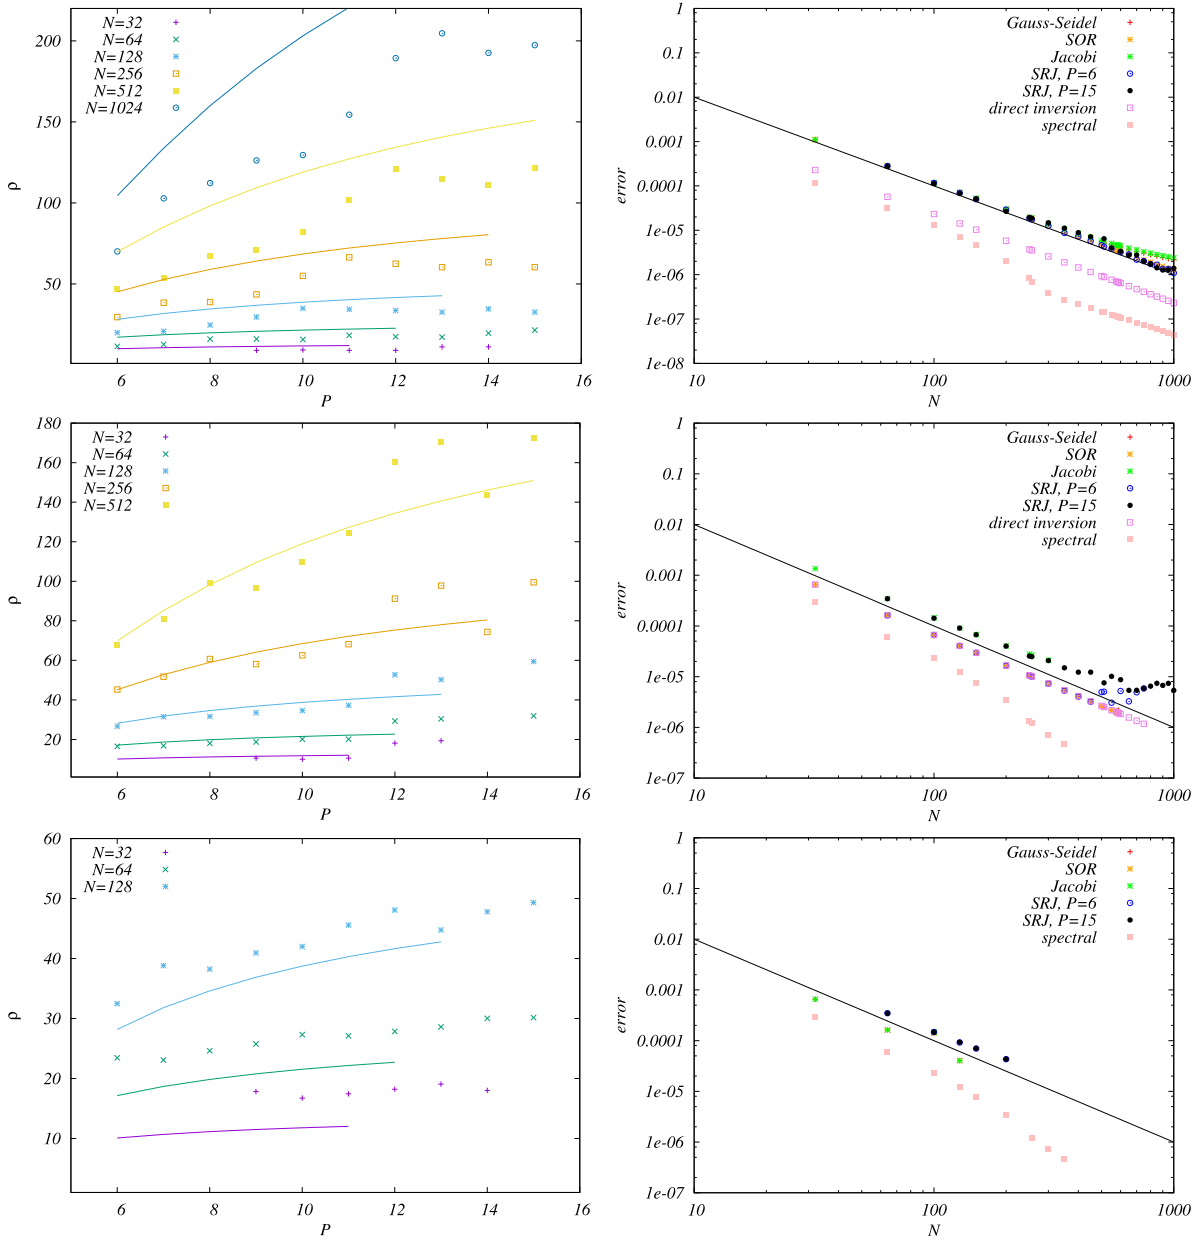 N=32
N=64
N=128
N=256
N=512
N=1024
200
150
100
50
ρ
6
8
10
12
14
16
P
Gauss-Seidel
SOR
Jacobi
SRJ, P=6
SRJ, P=15
direct inversion
spectral
1
0.1
0.01
0.001
0.0001
1e-05
1e-06
1e-07
1e-08
error
10
100
1000
N
N=32
N=64
N=128
N=256
N=512
180
160
140
120
100
80
60
40
20
ρ
6
8
10
12
14
16
P
Gauss-Seidel
SOR
Jacobi
SRJ, P=6
SRJ, P=15
direct inversion
spectral
1
0.1
0.01
0.001
0.0001
1e-05
1e-06
1e-07
error
10
100
1000
N
N=32
N=64
N=128
60
50
40
30
20
10
ρ
6
8
10
12
14
16
P
Gauss-Seidel
SOR
Jacobi
SRJ, P=6
SRJ, P=15
spectral
1
0.1
0.01
0.001
0.0001
1e-05
1e-06
1e-07
error
10
100
1000
N